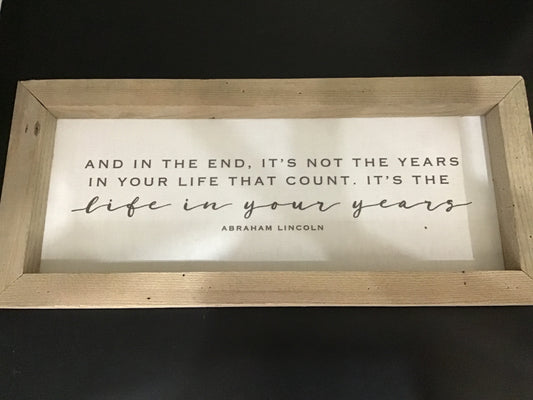 AND IN THE END, IT'S NOT THE YEARS
IN YOUR LIFE THAT COUNT. IT'S THE
life in your years
ABRAHAM LINCOLN